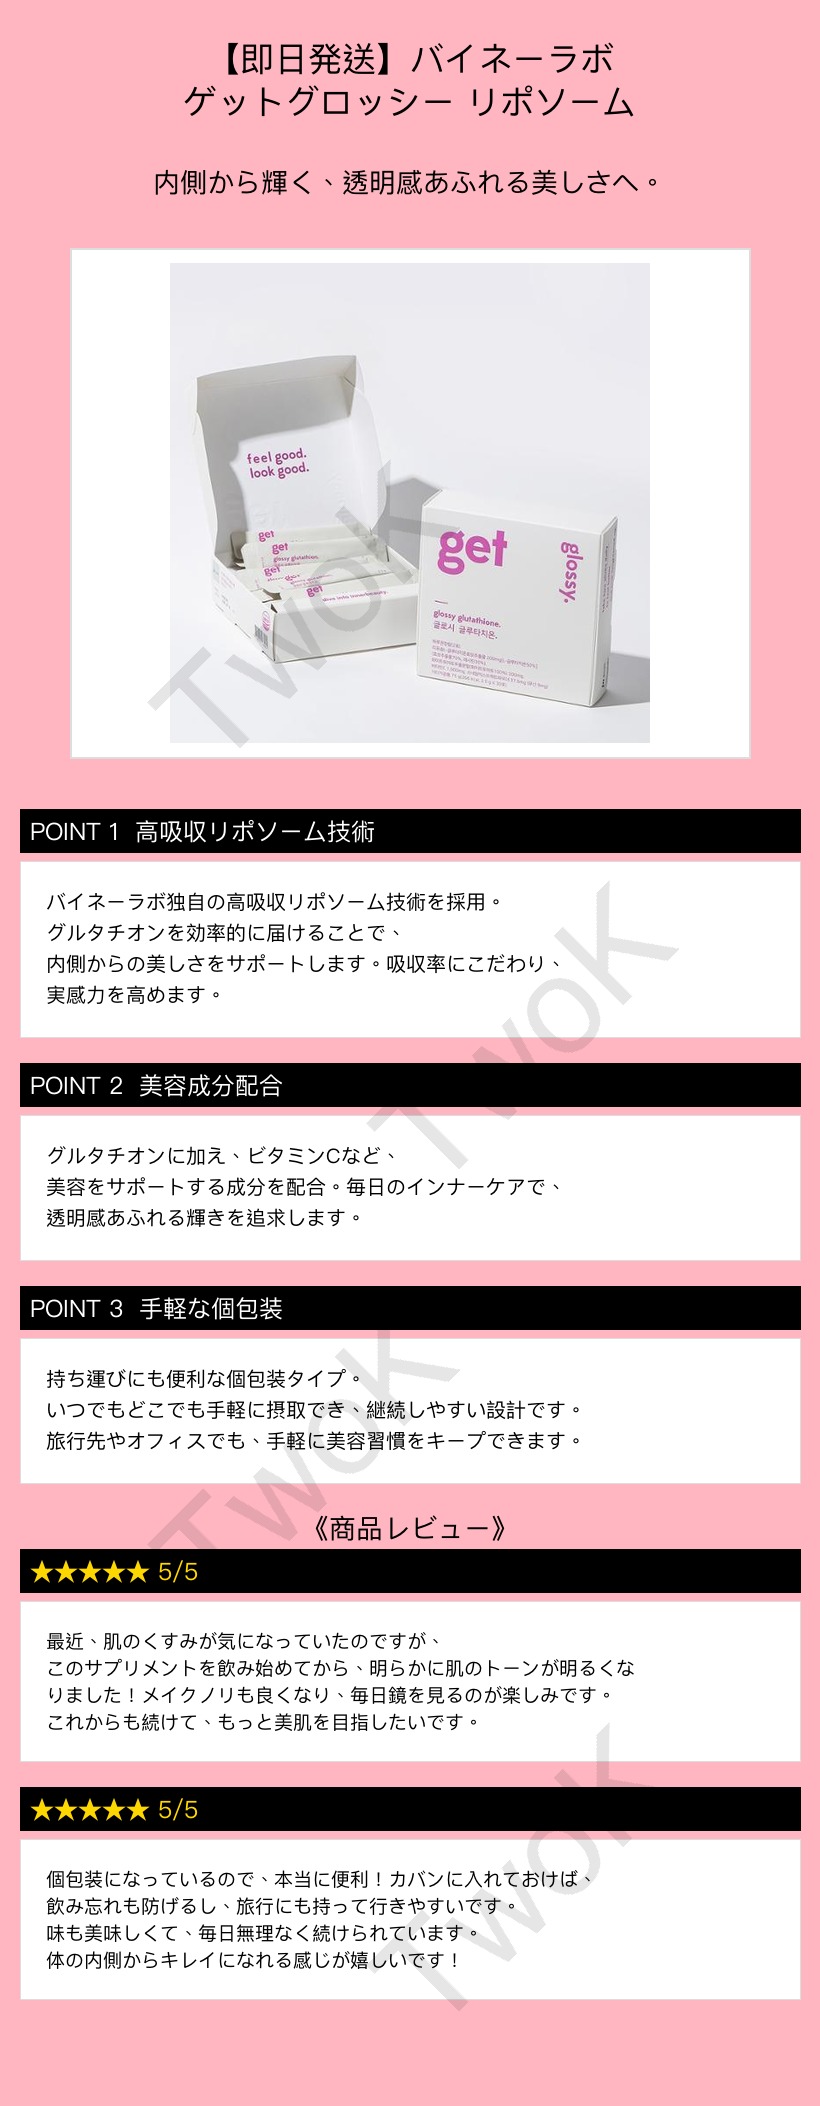 【即日発送】バイネーラボ
ゲットグロッシー リポソーム
内側から輝く、透明感あふれる美しさへ。
feel good.
look good.
get
get
glossy glutathione.
get
get
get
glossy.
glossy glutathione.
글로시 글루타치온.
TwoK
POINT 1 高吸収リポソーム技術
バイネーラボ独自の高吸収リポソーム技術を採用。
グルタチオンを効率的に届けることで、
内側からの美しさをサポートします。吸収率にこだわり、
実感力を高めます。
TwoK
POINT 2 美容成分配合
グルタチオンに加え、ビタミンCなど、
美容をサポートする成分を配合。毎日のインナーケアで、
透明感あふれる輝きを追求します。
POINT 3 手軽な個包装
持ち運びにも便利な個包装タイプ。
いつでもどこでも手軽に摂取でき、継続しやすい設計です。
旅行先やオフィスでも、手軽に美容習慣をキープできます。
TwoK
《商品レビュー》
★★★★★ 5/5
最近、肌のくすみが気になっていたのですが、
このサプリメントを飲み始めてから、明らかに肌のトーンが明るくな
りました！メイクノリも良くなり、毎日鏡を見るのが楽しみです。
これからも続けて、もっと美肌を目指したいです。
★★★★★ 5/5
個包装になっているので、本当に便利！カバンに入れておけば、
飲み忘れも防げるし、旅行にも持って行きやすいです。
味も美味しくて、毎日無理なく続けられています。
体の内側からキレイになれる感じが嬉しいです！
TwoK